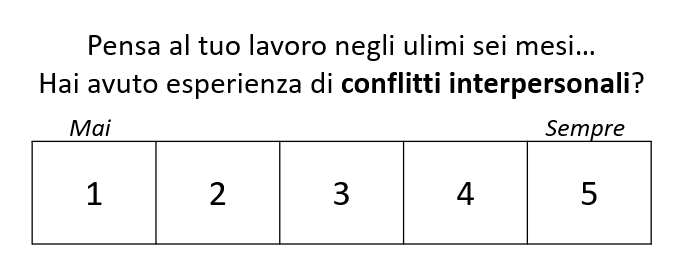 Pensa al tuo lavoro negli ulimi sei mesi...
Hai avuto esperienza di conflitti interpersonali?
Mai Sempre
1 2 3 4 5